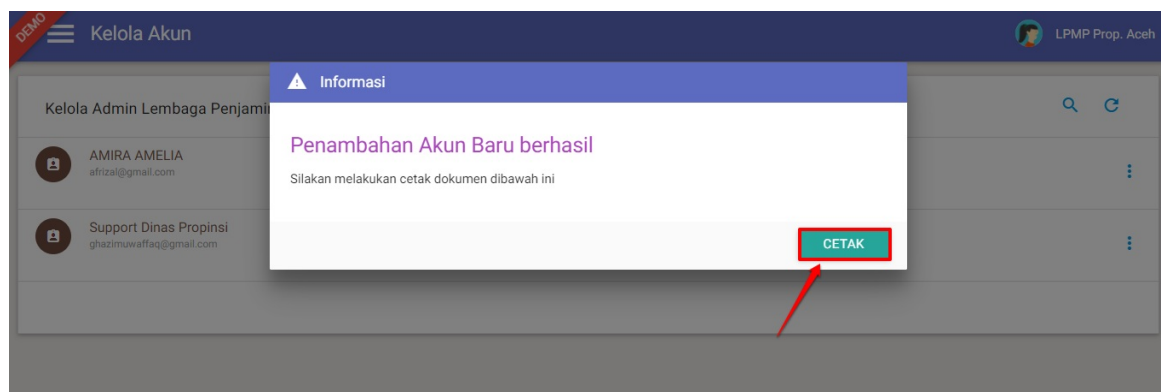 DEMO
Kelola Akun
LPMP Prop. Aceh
Informasi
Kelola Admin Lembaga Penjami
Penambahan Akun Baru berhasil
Silakan melakukan cetak dokumen dibawah ini
AMIRA AMELIA
afrizal@gmail.com
Support Dinas Propinsi
ghazimuwaffaq@gmail.com
CETAK